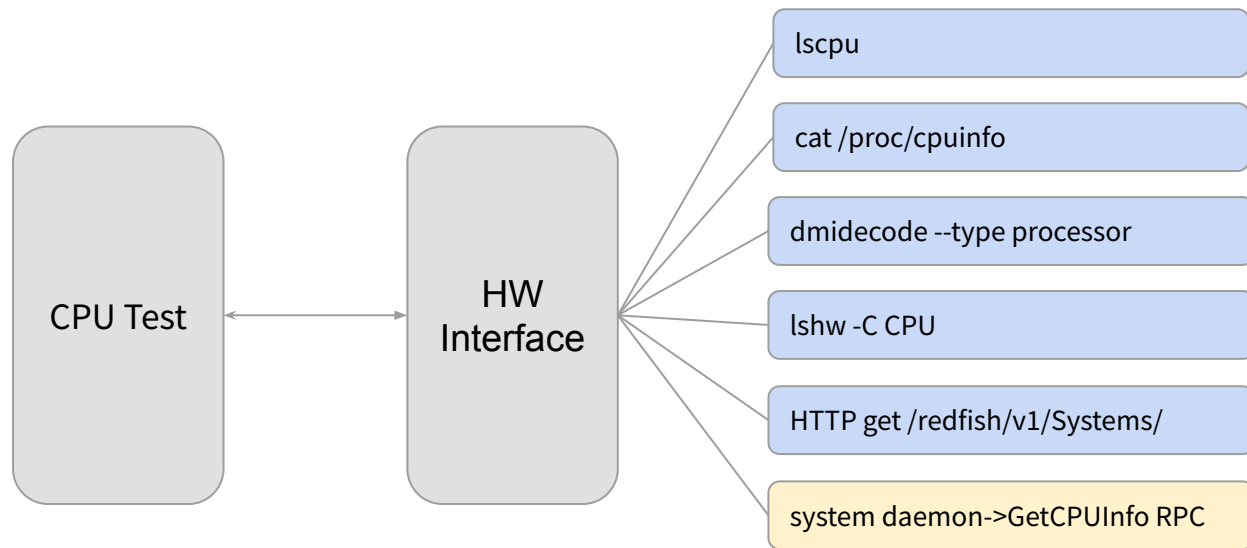 lscpu
cat /proc/cpuinfo
dmidecode --type processor
CPU Test
HW
Interface
lshw -C CPU
HTTP get /redfish/v1/Systems/
system daemon->GetCPUInfo RPC